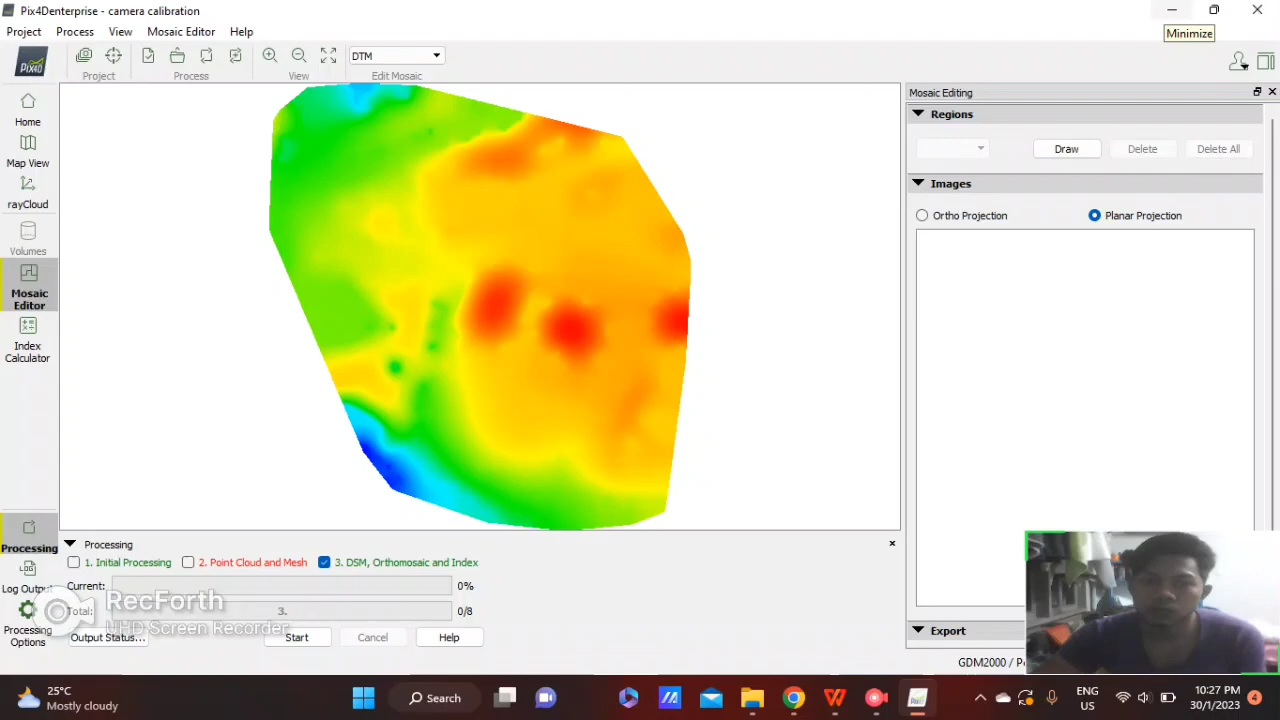 Pix4Denterprise - camera calibration
Minimize
Project Process View Mosaic Editor Help
PIX4D
Project
Process
View
DTM
Edit Mosaic
Home
Map View
rayCloud
Volumes
Mosaic Editor
Index Calculator
Processing
Log Output
Processing Options
Mosaic Editing
Regions
Draw Delete Delete All
Images
Ortho Projection Planar Projection
Export
Processing
1. Initial Processing 2. Point Cloud and Mesh 3. DSM, Orthomosaic and Index
Current: 0%
Total: 3. 0/8
Output Status... Start Cancel Help
RecForth
UHD Screen Recorder
25°C
Mostly cloudy
Search
ENG
US
10:27 PM
30/1/2023
4